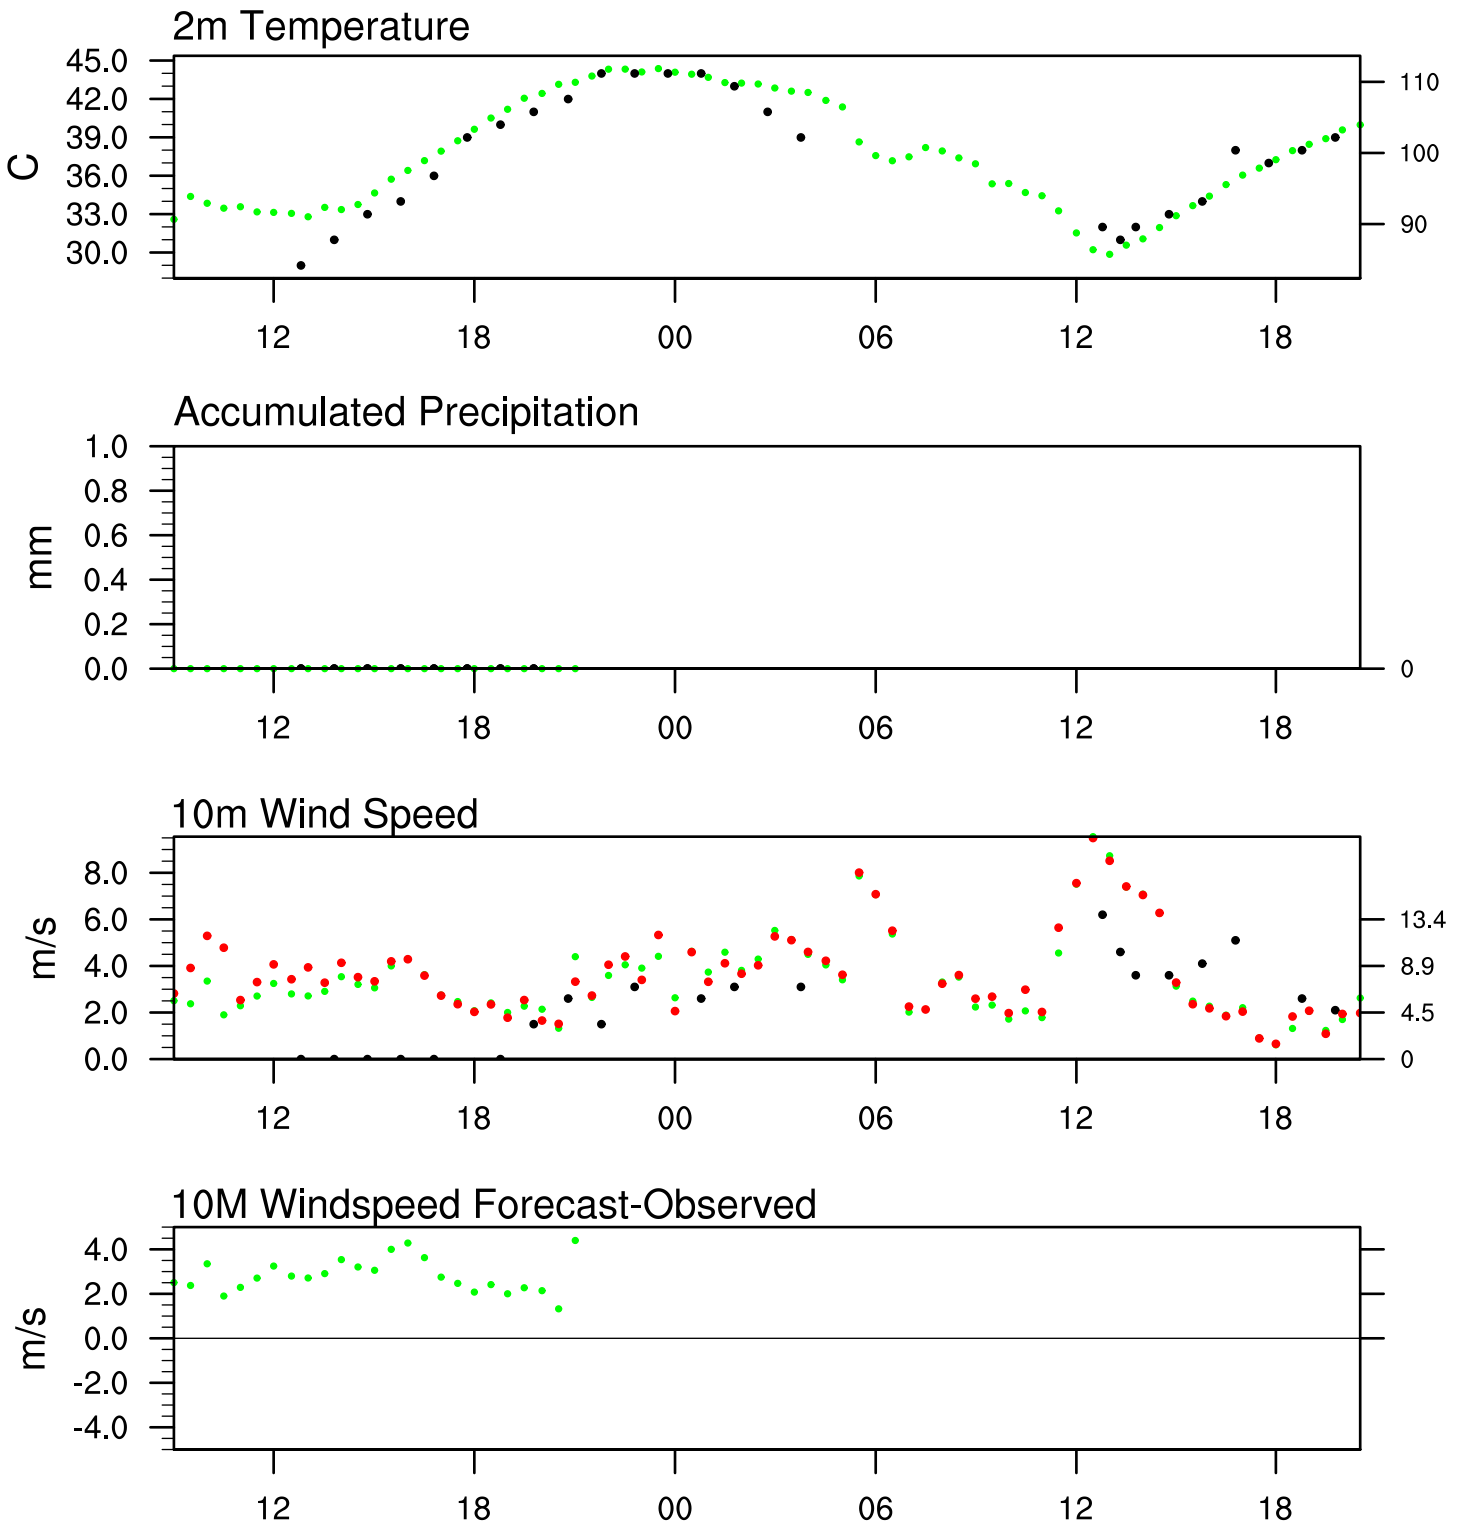 2m Temperature
45.0
42.0
39.0
36.0
33.0
30.0
C
110
100
90
12 18 00 06 12 18
Accumulated Precipitation
1.0
0.8
0.6
0.4
0.2
0.0
mm
0
12 18 00 06 12 18
10m Wind Speed
8.0
6.0
4.0
2.0
0.0
m/s
13.4
8.9
4.5
0
12 18 00 06 12 18
10M Windspeed Forecast-Observed
4.0
2.0
0.0
-2.0
-4.0
m/s
12 18 00 06 12 18